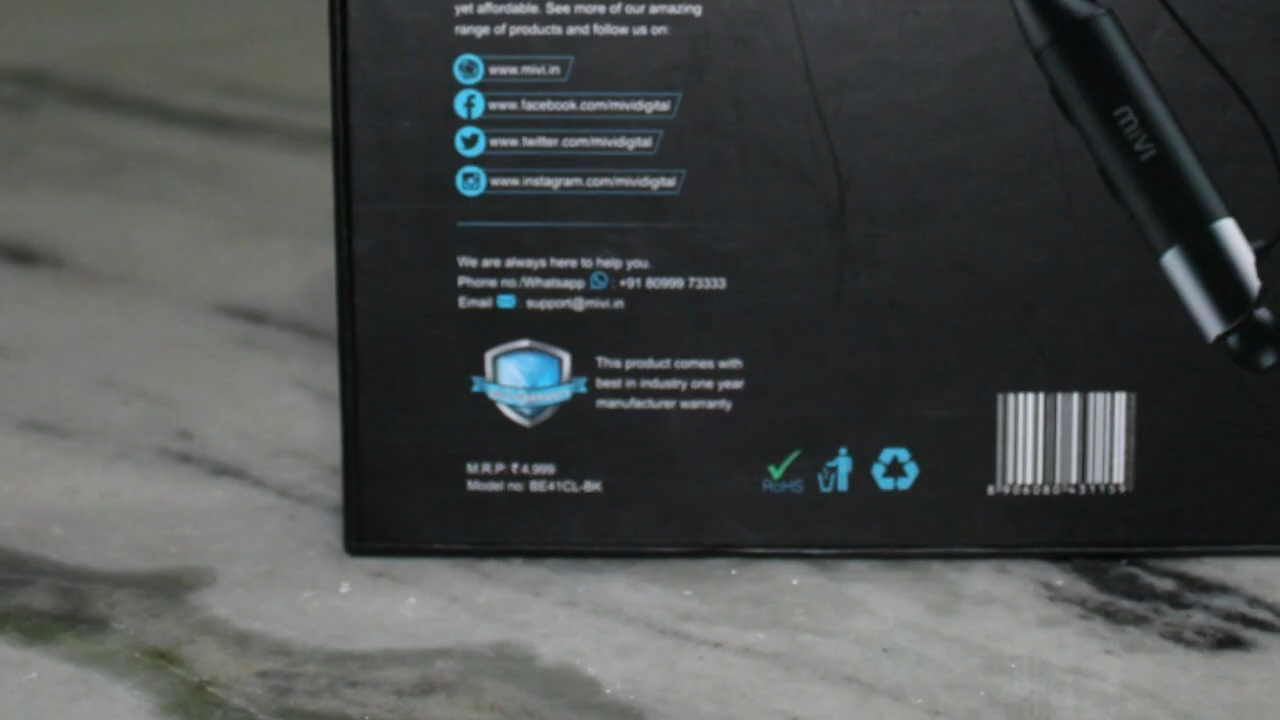 yet affordable. See more of our amazing
range of products and follow us on:
www.mivi.in
www.facebook.com/mividigital
www.twitter.com/mividigital
www.instagram.com/mividigital
We are always here to help you.
Phone no./Whatsapp : +91 80999 73333
Email : support@mivi.in
This product comes with
best in industry one year
manufacturer warranty
M.R.P: ₹ 4,999
Model no: BE41CL-BK
RoHS
8 906080 431159
mivi